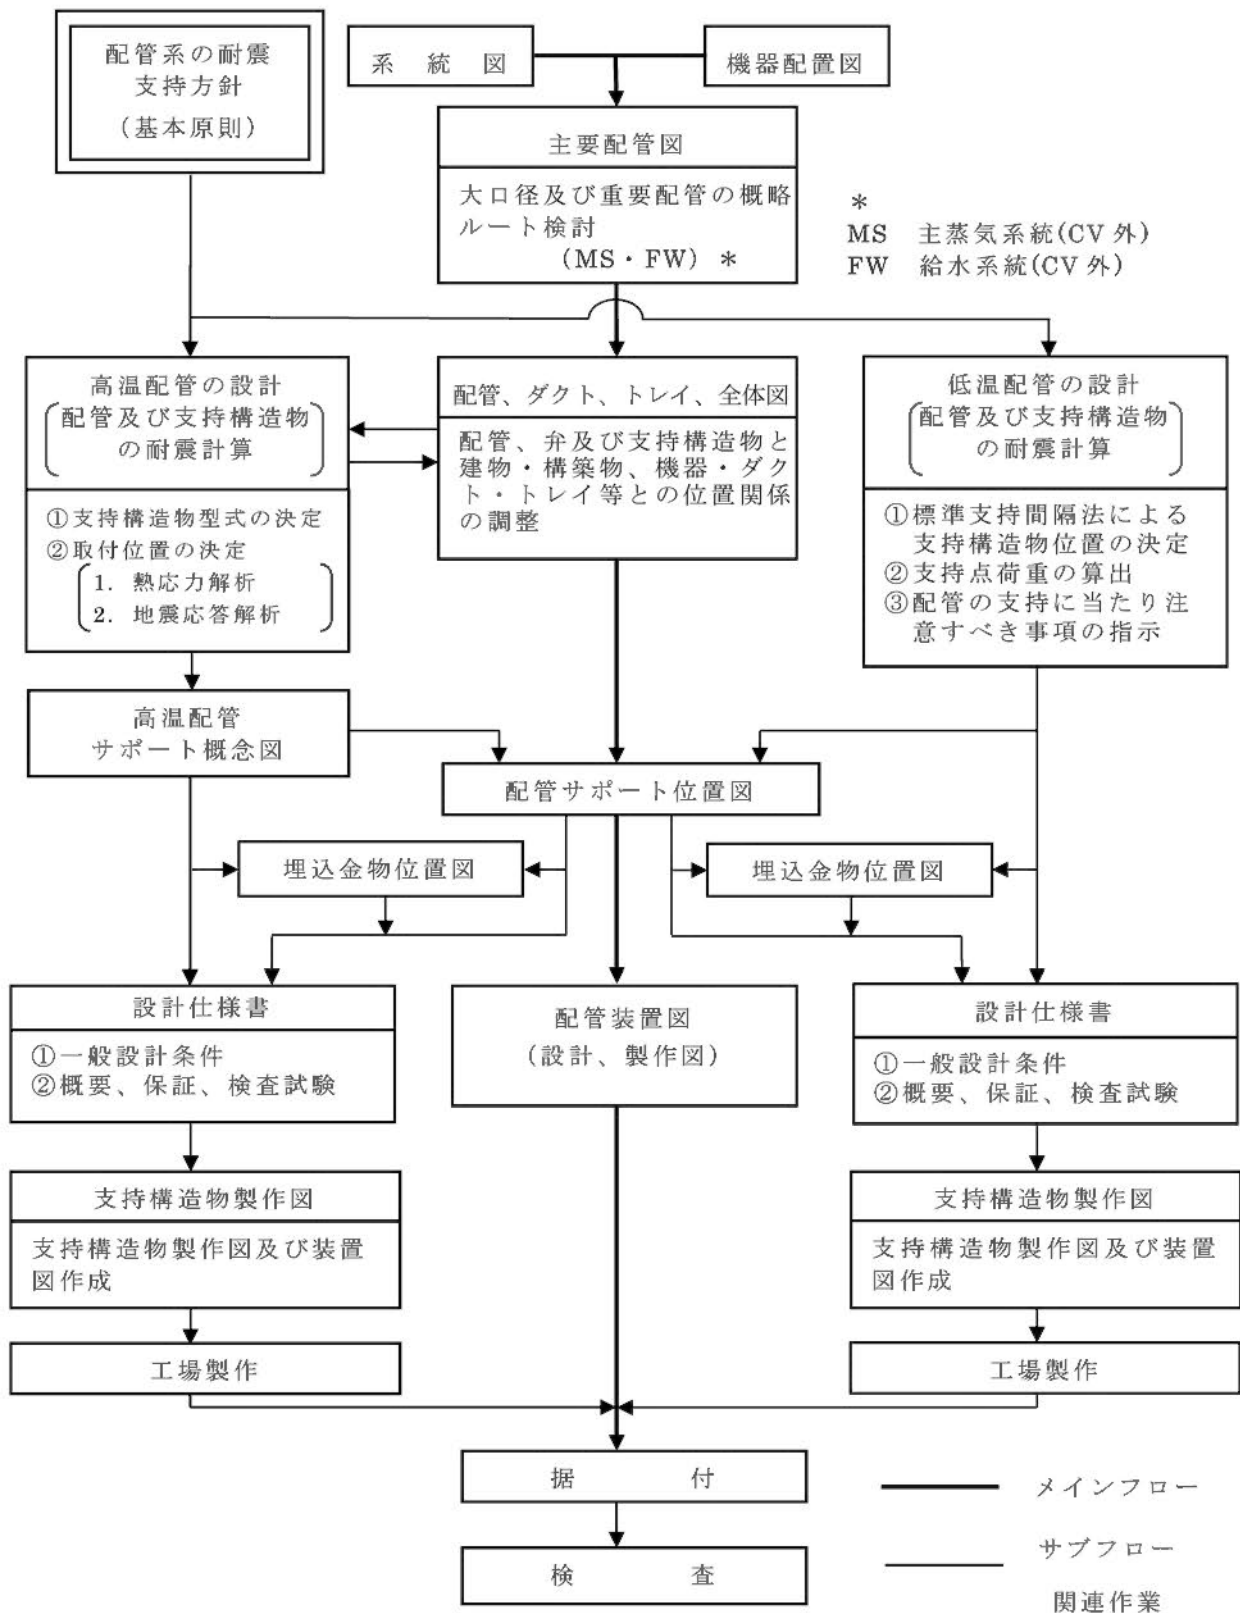 配管系の耐震
支持方針
（基本原則）
系　統　図
機器配置図
主要配管図
大口径及び重要配管の概略
ルート検討
（MS・FW）＊
＊
MS　主蒸気系統(CV 外)
FW　給水系統(CV 外)
高温配管の設計
配管及び支持構造物
の耐震計算
①支持構造物型式の決定
②取付位置の決定
1.　熱応力解析
2.　地震応答解析
配管、ダクト、トレイ、全体図
配管、弁及び支持構造物と
建物・構築物、機器・ダク
ト・トレイ等との位置関係
の調整
低温配管の設計
配管及び支持構造物
の耐震計算
①標準支持間隔法による
支持構造物位置の決定
②支持点荷重の算出
③配管の支持に当たり注
意すべき事項の指示
高温配管
サポート概念図
配管サポート位置図
埋込金物位置図
埋込金物位置図
設計仕様書
①一般設計条件
②概要、保証、検査試験
配管装置図
（設計、製作図）
設計仕様書
①一般設計条件
②概要、保証、検査試験
支持構造物製作図
支持構造物製作図及び装置
図作成
支持構造物製作図
支持構造物製作図及び装置
図作成
工場製作
工場製作
据　　付
検　　査
メインフロー
サブフロー
関連作業